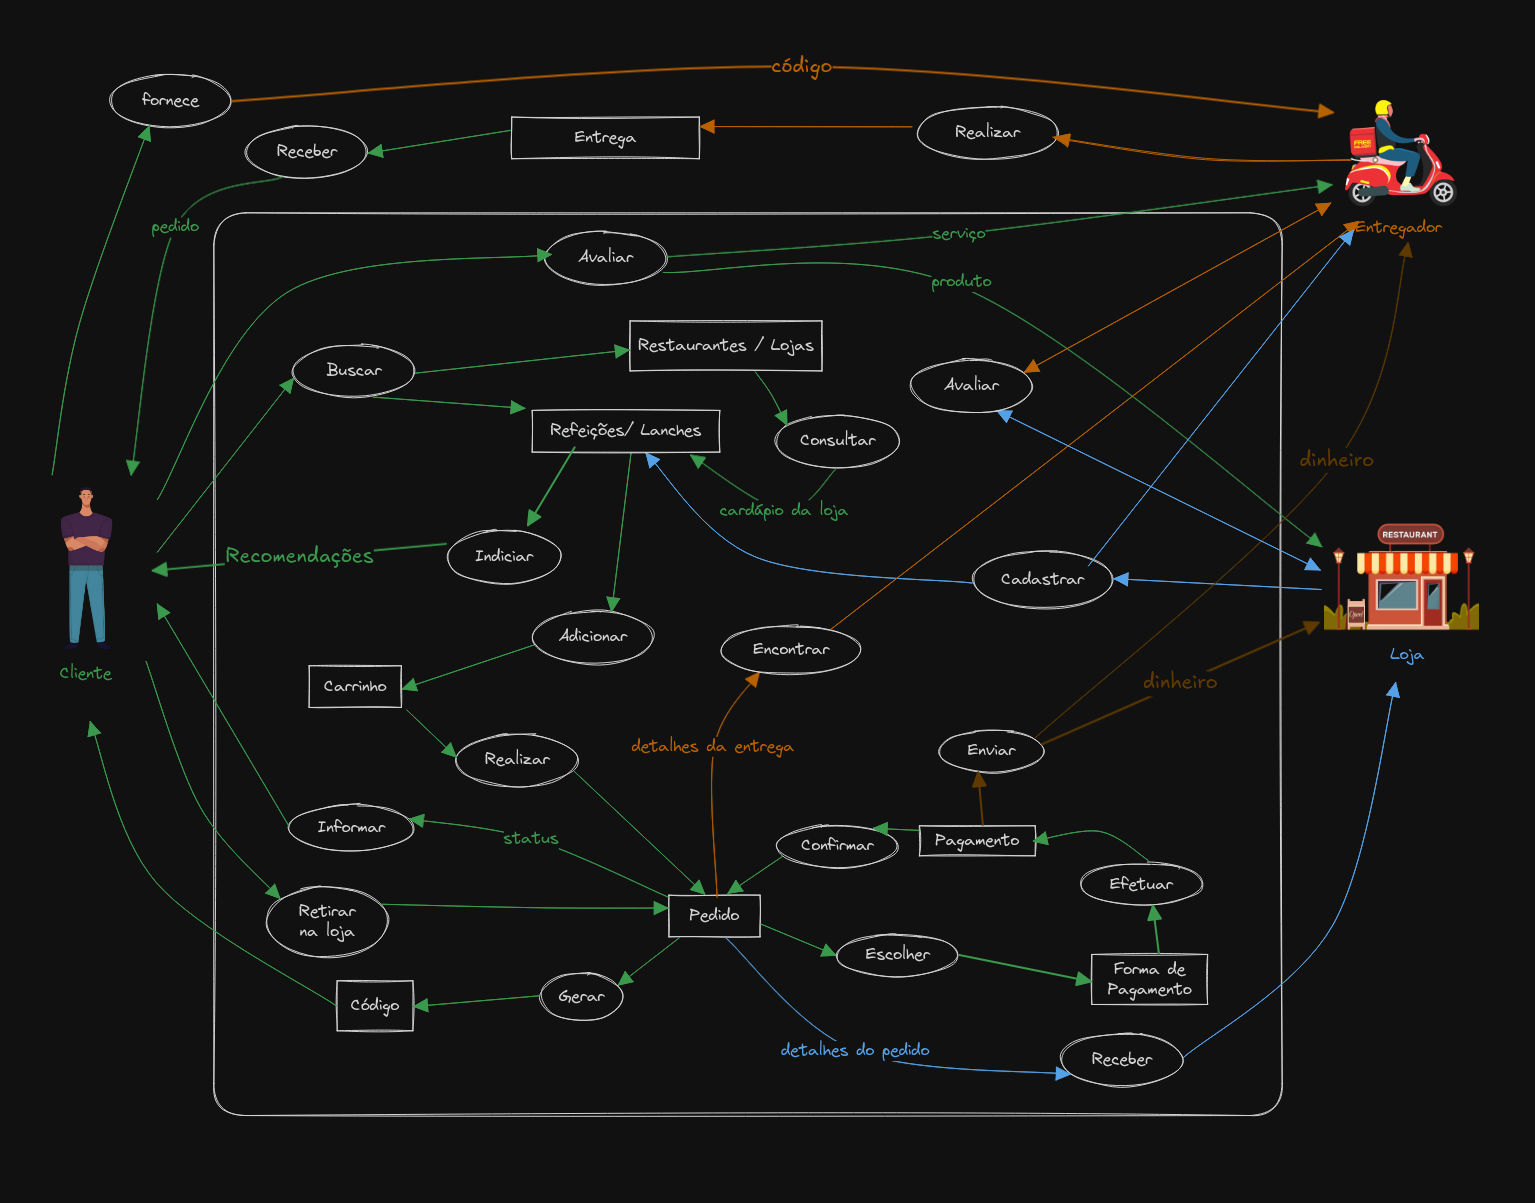 código
fornece
Entrega
Realizar
Receber
pedido
Entregador
serviço
Avaliar
produto
Restaurantes / Lojas
Buscar
Avaliar
Refeições/ Lanches
Consultar
dinheiro
cardápio da loja
RESTAURANT
Recomendações
Indiciar
Cadastrar
Open
Adicionar
Encontrar
Loja
Cliente
Carrinho
dinheiro
detalhes da entrega
Realizar
Enviar
Informar
status
Confirmar
Pagamento
Efetuar
Retirar
na loja
Pedido
Escolher
Forma de
Pagamento
Gerar
Código
detalhes do pedido
Receber